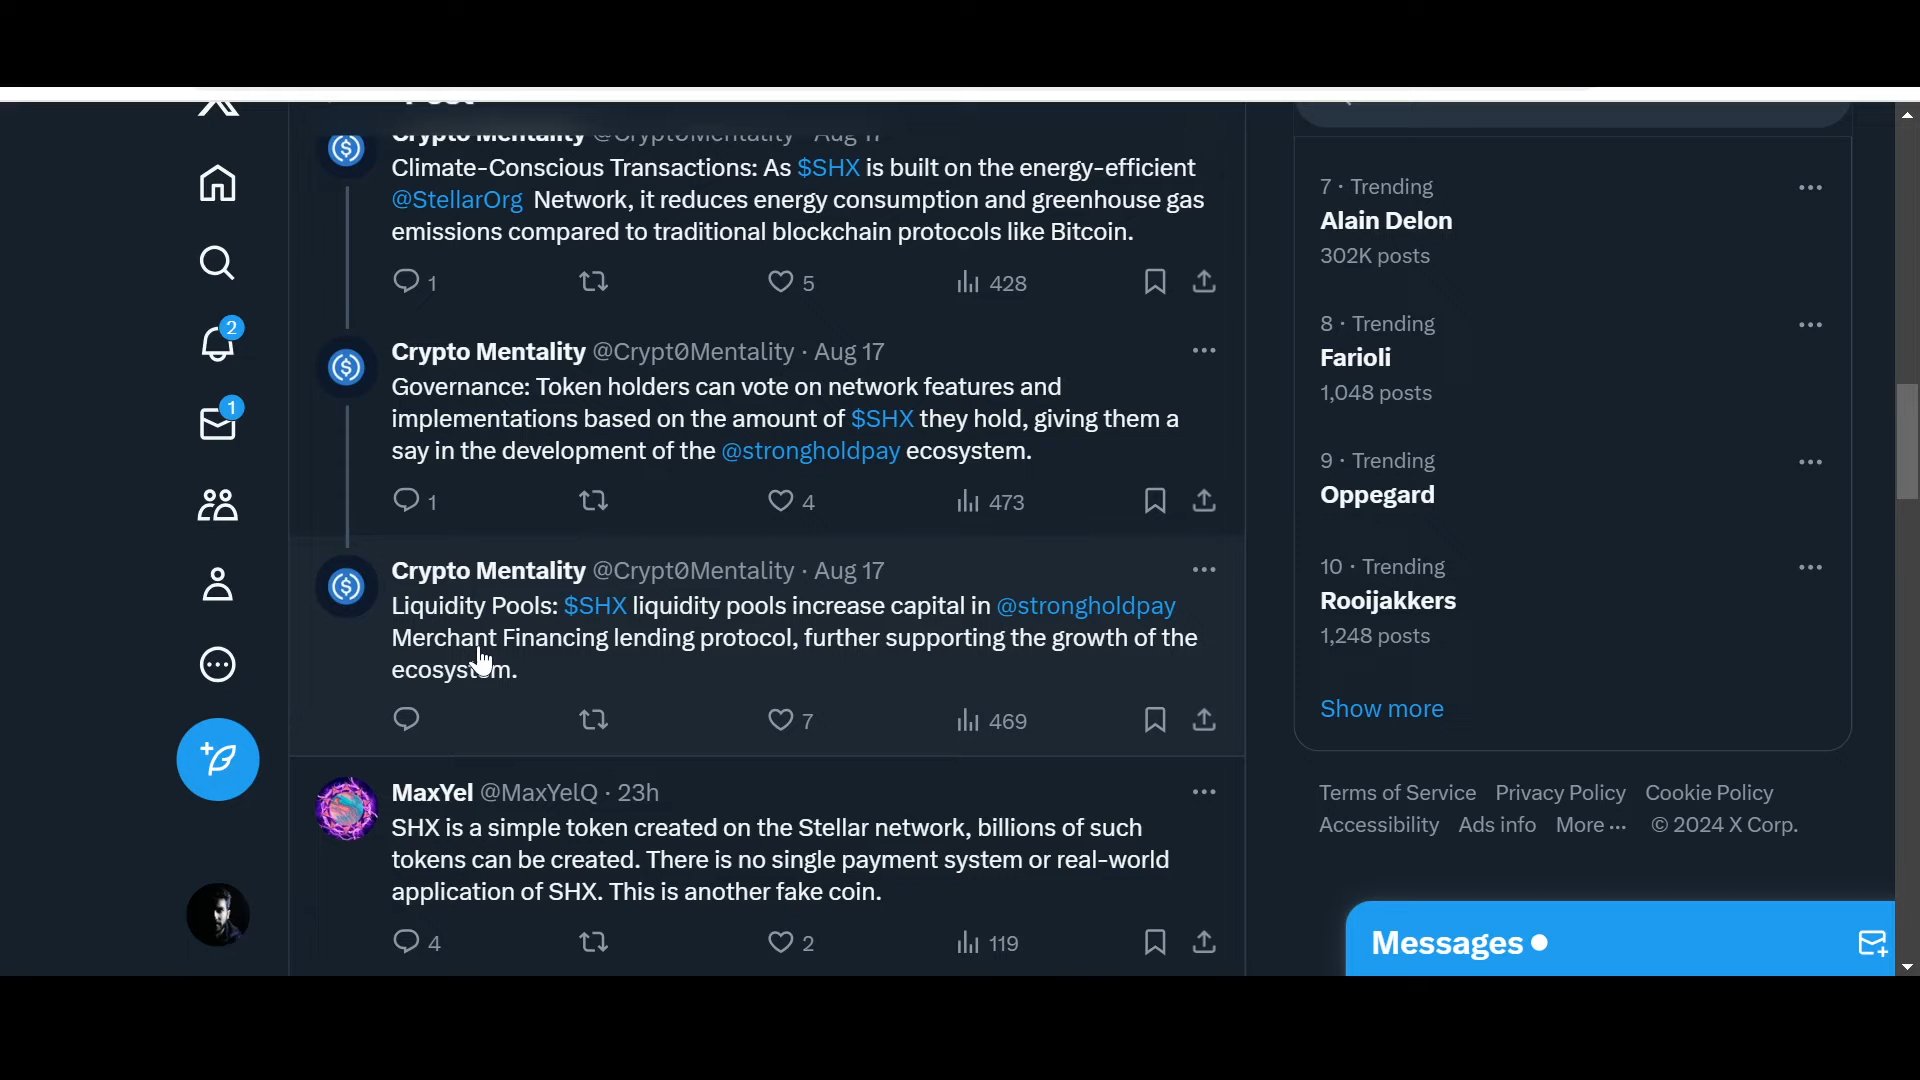 Post
Crypto Mentality @Crypt0Mentality · Aug 17
Climate-Conscious Transactions: As $SHX is built on the energy-efficient
@StellarOrg Network, it reduces energy consumption and greenhouse gas
emissions compared to traditional blockchain protocols like Bitcoin.
1 5 428
Crypto Mentality @Crypt0Mentality · Aug 17
Governance: Token holders can vote on network features and
implementations based on the amount of $SHX they hold, giving them a
say in the development of the @strongholdpay ecosystem.
1 4 473
Crypto Mentality @Crypt0Mentality · Aug 17
Liquidity Pools: $SHX liquidity pools increase capital in @strongholdpay
Merchant Financing lending protocol, further supporting the growth of the
ecosystem.
7 469
MaxYel @MaxYelQ · 23h
SHX is a simple token created on the Stellar network, billions of such
tokens can be created. There is no single payment system or real-world
application of SHX. This is another fake coin.
4 2 119
2
1
7 · Trending
Alain Delon
302K posts
8 · Trending
Farioli
1,048 posts
9 · Trending
Oppegard
10 · Trending
Rooijakkers
1,248 posts
Show more
Terms of Service Privacy Policy Cookie Policy
Accessibility Ads info More ··· © 2024 X Corp.
Messages